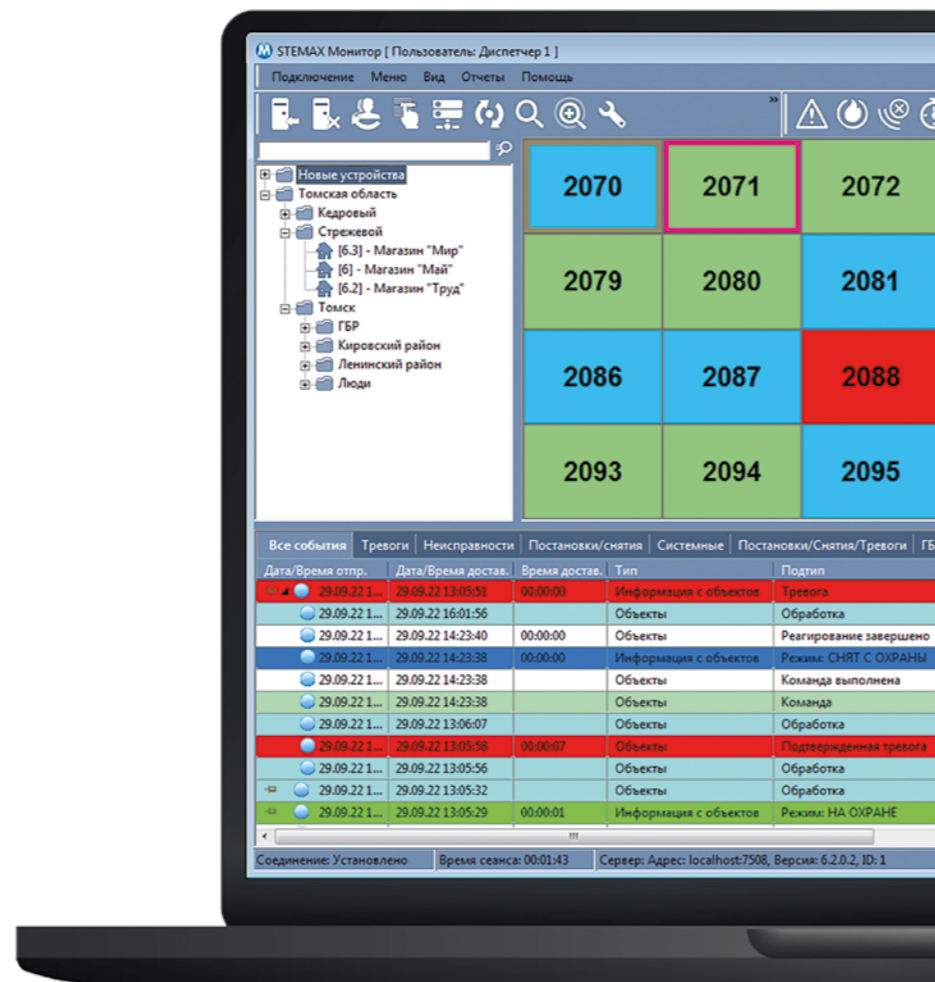 STEMAX Монитор [ Пользователь: Диспетчер 1 ]
Подключение Меню Вид Отчеты Помощь
Новые устройства
Томская область
Кедровый
Стрежевой
[6.3] - Магазин "Мир"
[6] - Магазин "Май"
[6.2] - Магазин "Труд"
Томск
ГБР
Кировский район
Ленинский район
Люди
2070 2071 2072
2079 2080 2081
2086 2087 2088
2093 2094 2095
Все события Тревоги Неисправности Постановки/снятия Системные Постановки/Снятия/Тревоги ГБ
Дата/Время отпр. Дата/Время достав. Время достав. Тип Подтип
29.09.22 1... 29.09.22 13:05:51 00:00:00 Информация с объектов Тревога
29.09.22 1... 29.09.22 16:01:56 Объекты Обработка
29.09.22 1... 29.09.22 14:23:40 00:00:00 Объекты Реагирование завершено
29.09.22 1... 29.09.22 14:23:38 00:00:00 Информация с объектов Режим: СНЯТ С ОХРАНЫ
29.09.22 1... 29.09.22 14:23:38 Объекты Команда выполнена
29.09.22 1... 29.09.22 14:23:38 Объекты Команда
29.09.22 1... 29.09.22 13:06:07 Объекты Обработка
29.09.22 1... 29.09.22 13:05:58 00:00:07 Объекты Подтвержденная тревога
29.09.22 1... 29.09.22 13:05:56 Объекты Обработка
29.09.22 1... 29.09.22 13:05:32 Объекты Обработка
29.09.22 1... 29.09.22 13:05:29 00:00:01 Информация с объектов Режим: НА ОХРАНЕ
Соединение: Установлено Время сеанса: 00:01:43 Сервер: Адрес: localhost:7508, Версия: 6.2.0.2, ID: 1